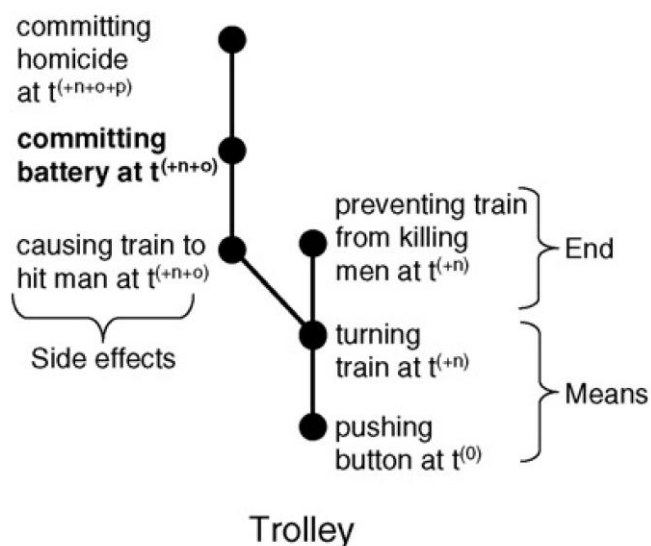 committing
homicide
at t(+n+o+p)
committing
battery at t(+n+o)
causing train to
hit man at t(+n+o)
Side effects
preventing train
from killing
men at t(+n)
End
turning
train at t(+n)
Means
pushing
button at t(0)
Trolley